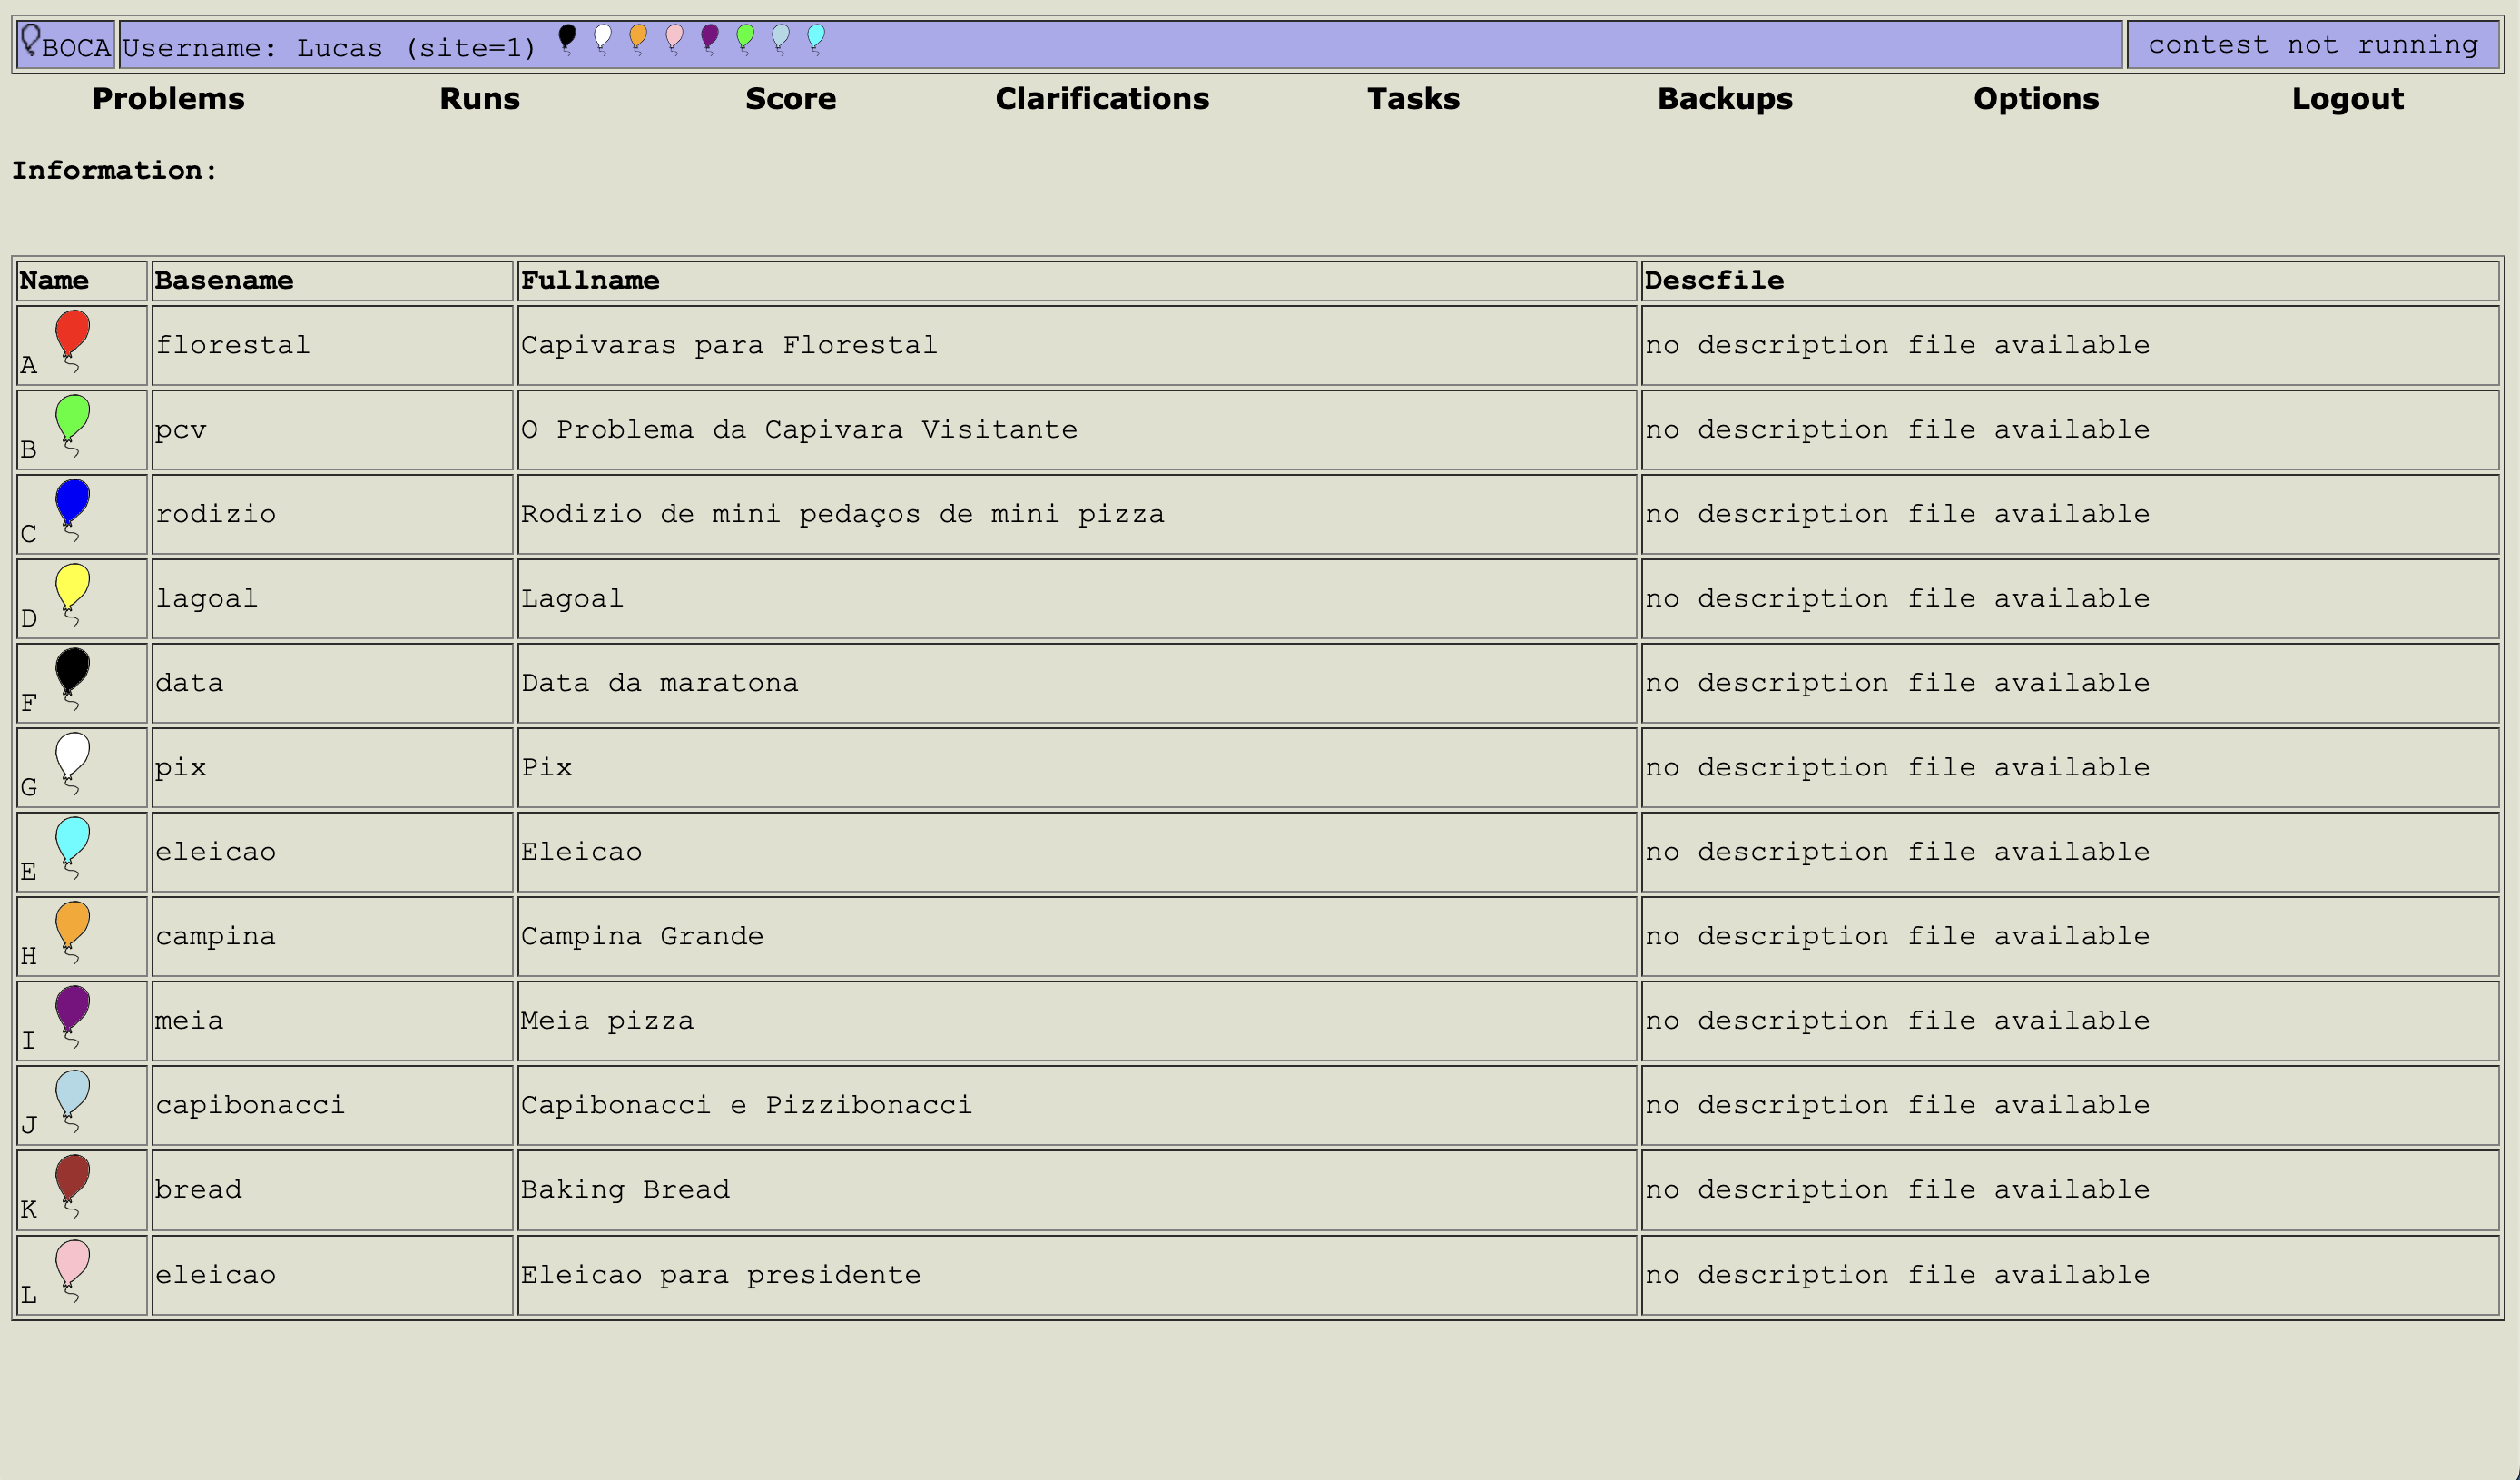 BOCA Username: Lucas (site=1) contest not running
Problems Runs Score Clarifications Tasks Backups Options Logout
Information:
Name Basename Fullname Descfile
A florestal Capivaras para Florestal no description file available
B pcv O Problema da Capivara Visitante no description file available
C rodizio Rodizio de mini pedaços de mini pizza no description file available
D lagoal Lagoal no description file available
F data Data da maratona no description file available
G pix Pix no description file available
E eleicao Eleicao no description file available
H campina Campina Grande no description file available
I meia Meia pizza no description file available
J capibonacci Capibonacci e Pizzibonacci no description file available
K bread Baking Bread no description file available
L eleicao Eleicao para presidente no description file available